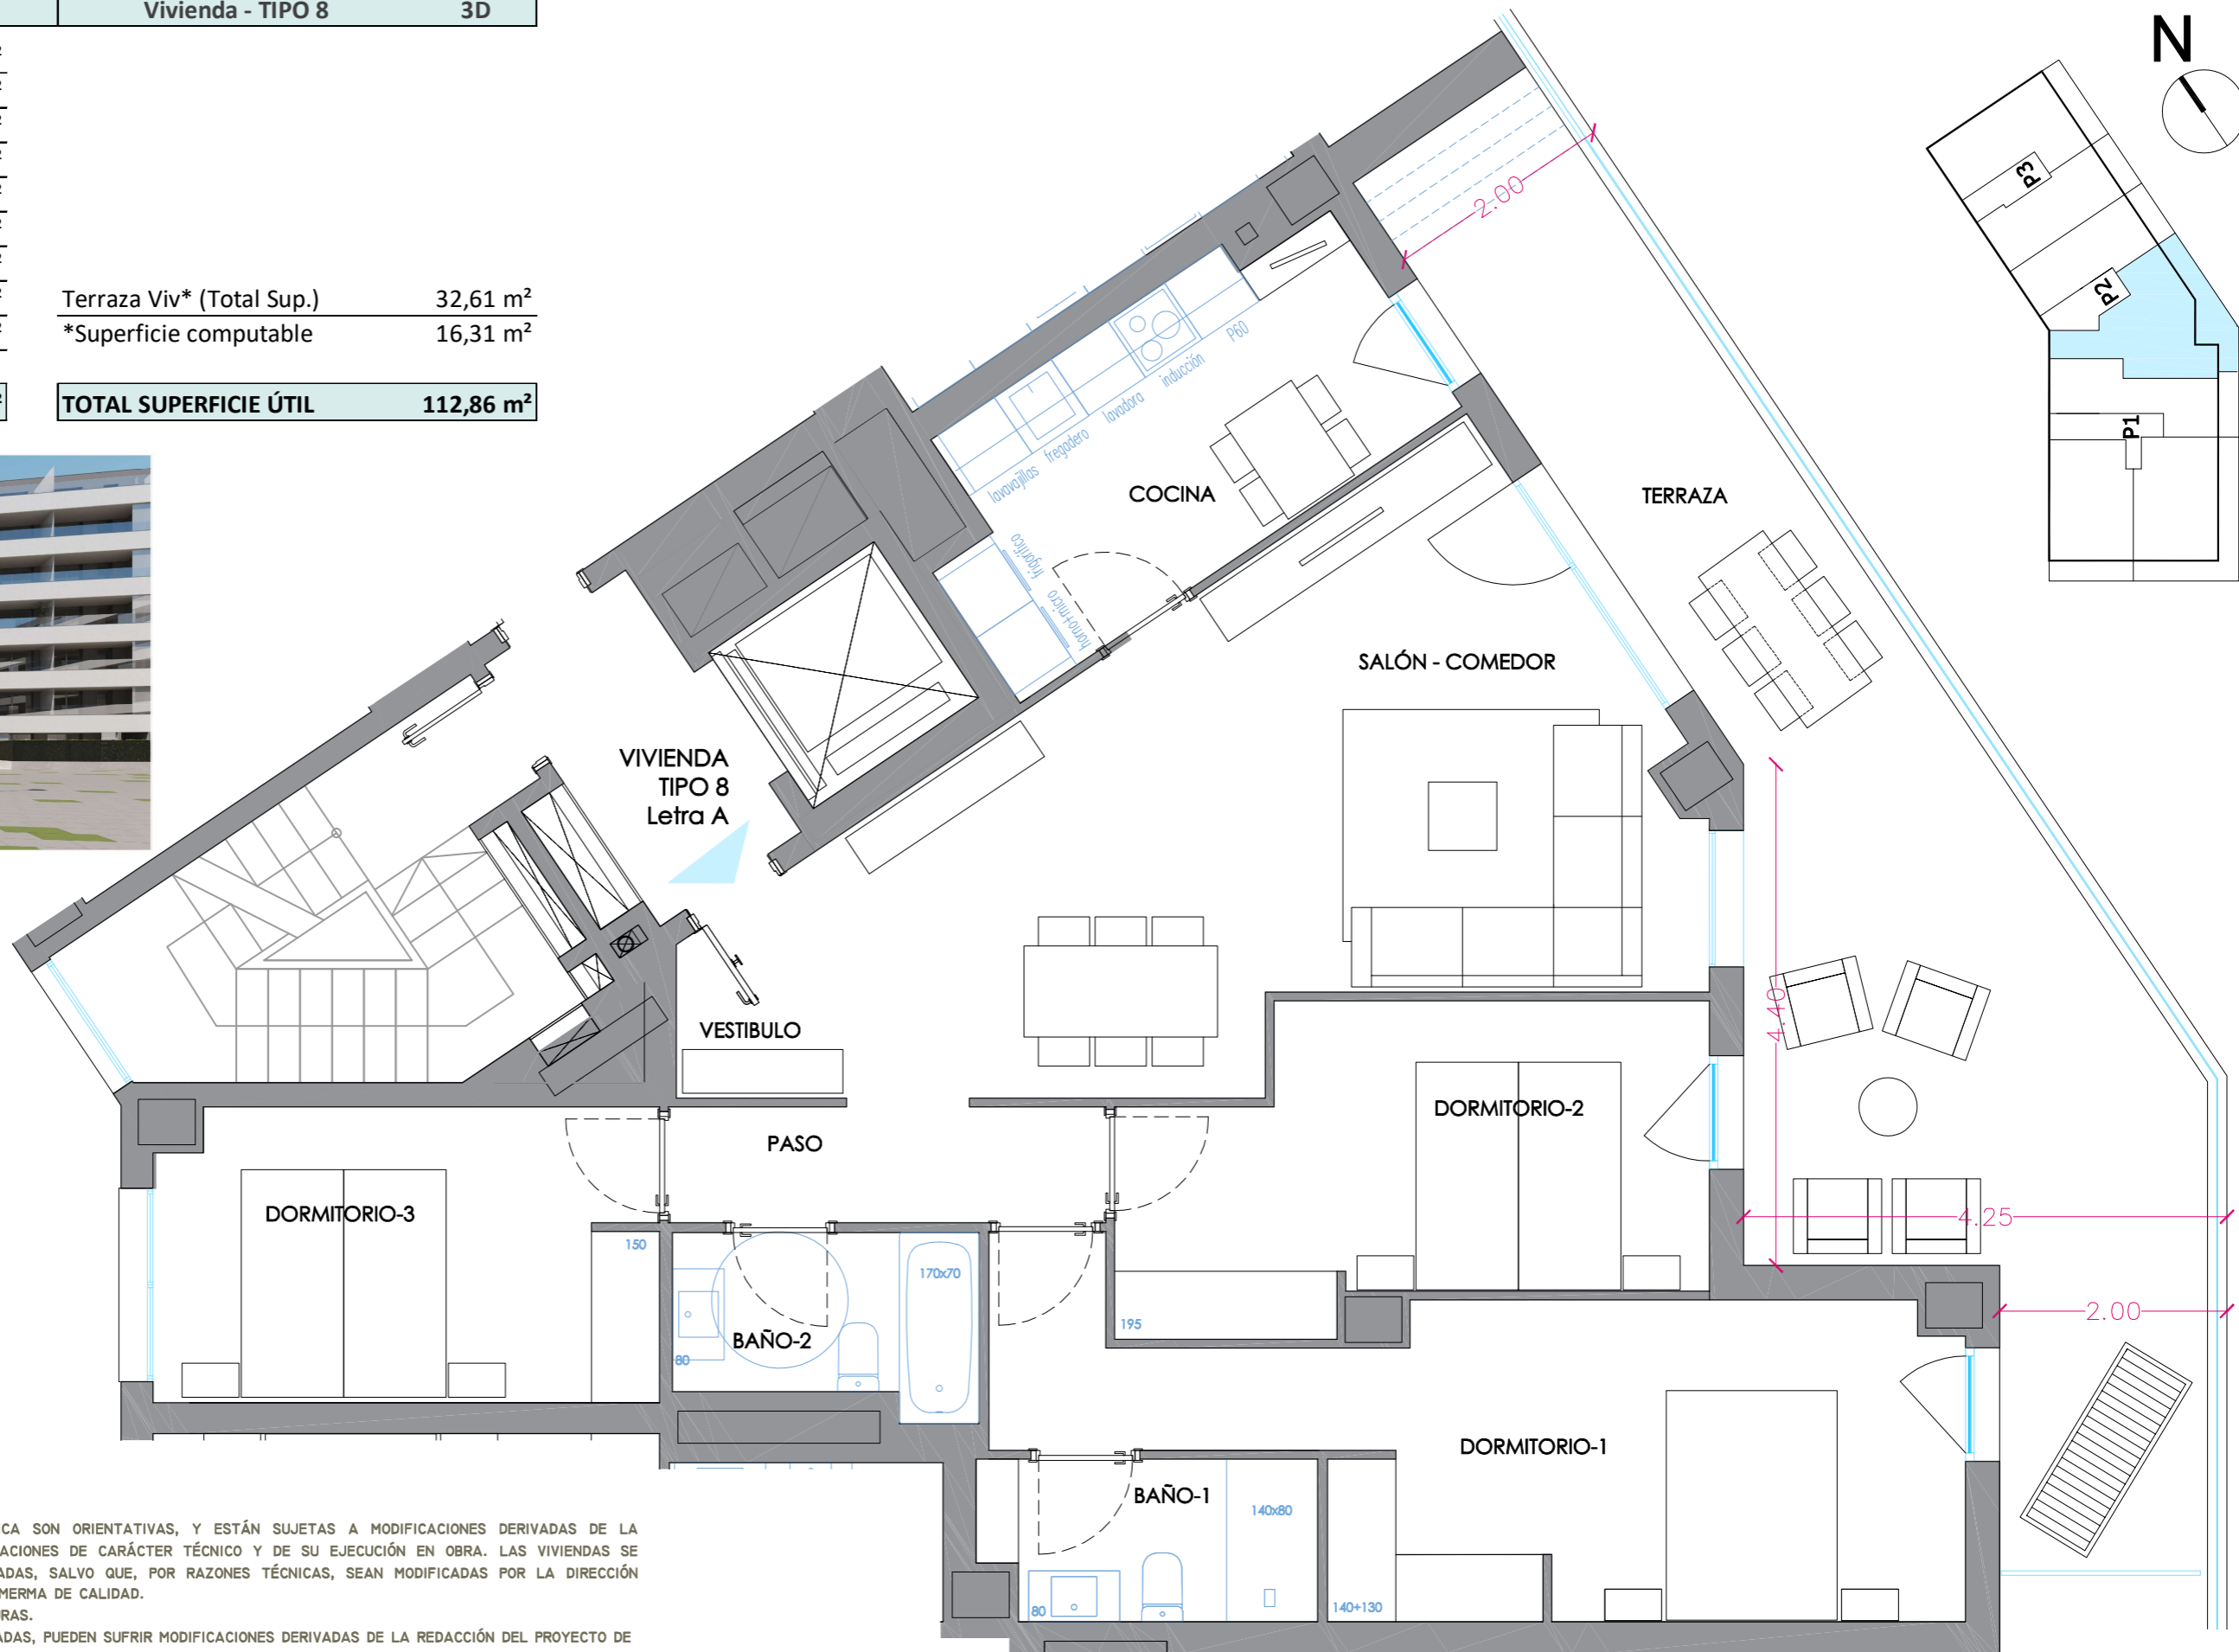 Vivienda - TIPO 8 3D
Terraza Viv* (Total Sup.) 32,61 m²
*Superficie computable 16,31 m²
TOTAL SUPERFICIE ÚTIL 112,86 m²
N
P3
P2
P1
2.00
COCINA
TERRAZA
P60
inducción
lavadora
fregadero
lavavajillas
frigorífico
horno+micro
SALÓN - COMEDOR
VIVIENDA
TIPO 8
Letra A
VESTIBULO
4.40
DORMITORIO-2
PASO
DORMITORIO-3
4.25
150
170x70
195
2.00
BAÑO-2
80
DORMITORIO-1
BAÑO-1
140x80
80
140+130
ICA SON ORIENTATIVAS, Y ESTÁN SUJETAS A MODIFICACIONES DERIVADAS DE LA
ACIONES DE CARÁCTER TÉCNICO Y DE SU EJECUCIÓN EN OBRA. LAS VIVIENDAS SE
ADAS, SALVO QUE, POR RAZONES TÉCNICAS, SEAN MODIFICADAS POR LA DIRECCIÓN
MERMA DE CALIDAD.
RAS.
ADAS, PUEDEN SUFRIR MODIFICACIONES DERIVADAS DE LA REDACCIÓN DEL PROYECTO DE